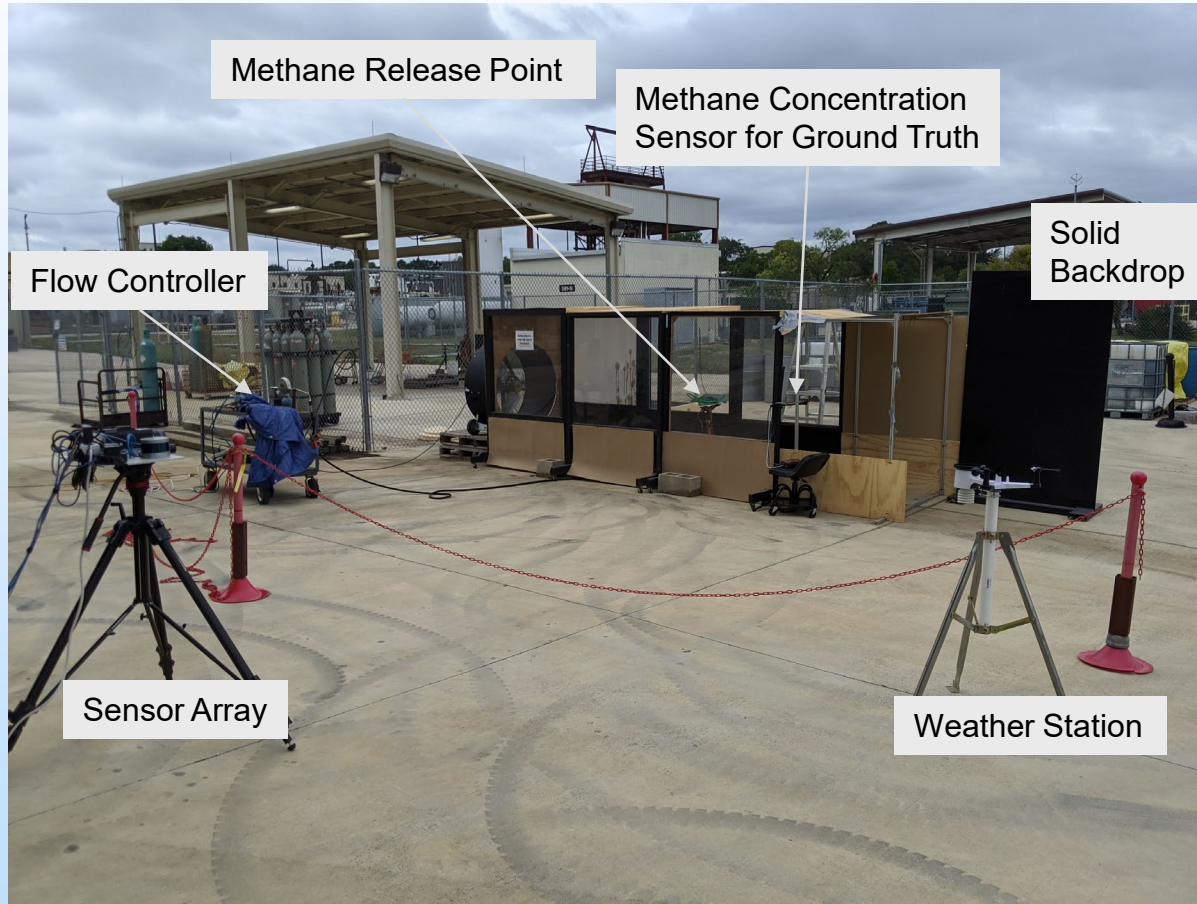 Methane Release Point
Methane Concentration
Sensor for Ground Truth
Solid
Backdrop
Flow Controller
Sensor Array
Weather Station